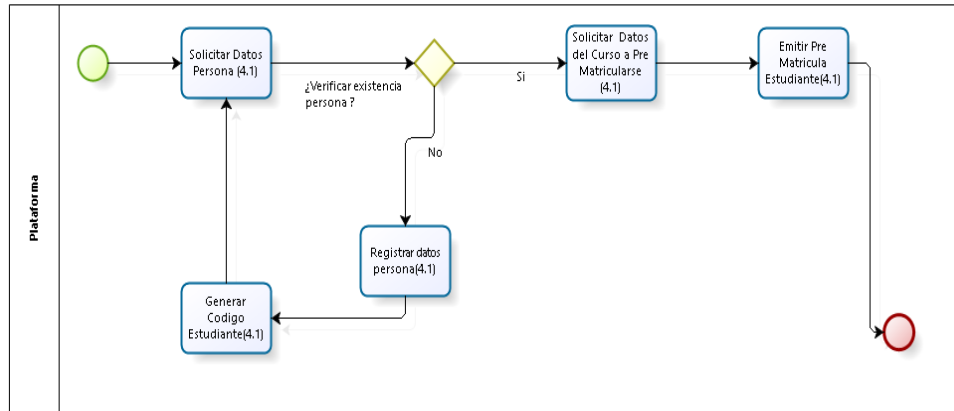 Plataforma
Solicitar Datos
Persona (4.1)
¿Verificar existencia
persona ?
Si
No
Solicitar Datos
del Curso a Pre
Matricularse
(4.1)
Emitir Pre
Matricula
Estudiante(4.1)
Registrar datos
persona(4.1)
Generar
Codigo
Estudiante(4.1)